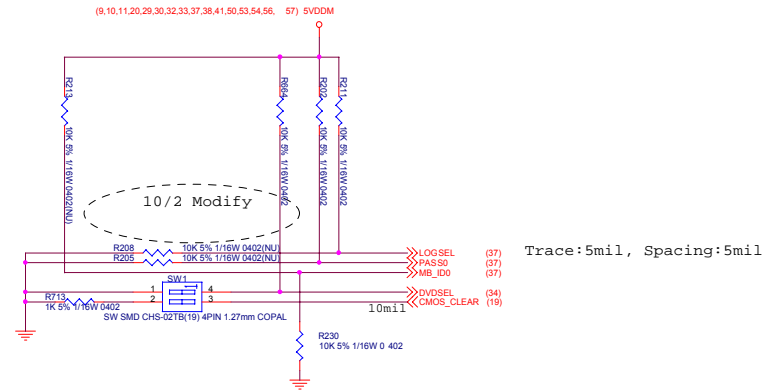 (9,10,11,20,29,30,32,33,37,38,41,50,53,54,56, 57) 5VDDM
R213
10K 5% 1/16W 0402(NU)
R664
10K 5% 1/16W 0402
R202
10K 5% 1/16W 0402
R211
10K 5% 1/16W 0402
10/2 Modify
R208 10K 5% 1/16W 0402(NU)
R205 10K 5% 1/16W 0402(NU)
LOGSEL (37)
PASS0 (37)
MB_ID0 (37)
Trace:5mil, Spacing:5mil
SW1
1 4
2 3
R713
1K 5% 1/16W 0402
SW SMD CHS-02TB(19) 4PIN 1.27mm COPAL
DVDSEL (34)
CMOS_CLEAR (19)
10mil
R230
10K 5% 1/16W 0 402